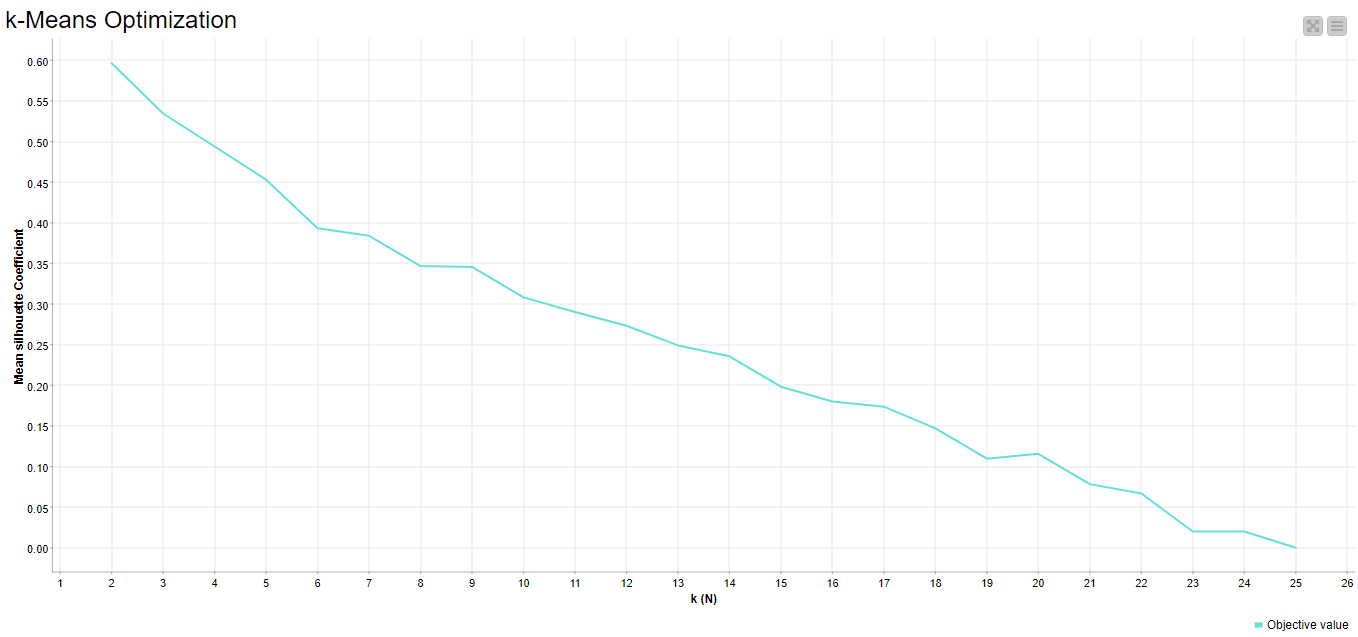 k-Means Optimization
0.60
0.55
0.50
0.45
0.40
0.35
0.30
0.25
0.20
0.15
0.10
0.05
0.00
Mean silhouette Coefficient
1 2 3 4 5 6 7 8 9 10 11 12 13 14 15 16 17 18 19 20 21 22 23 24 25 26
k (N)
Objective value